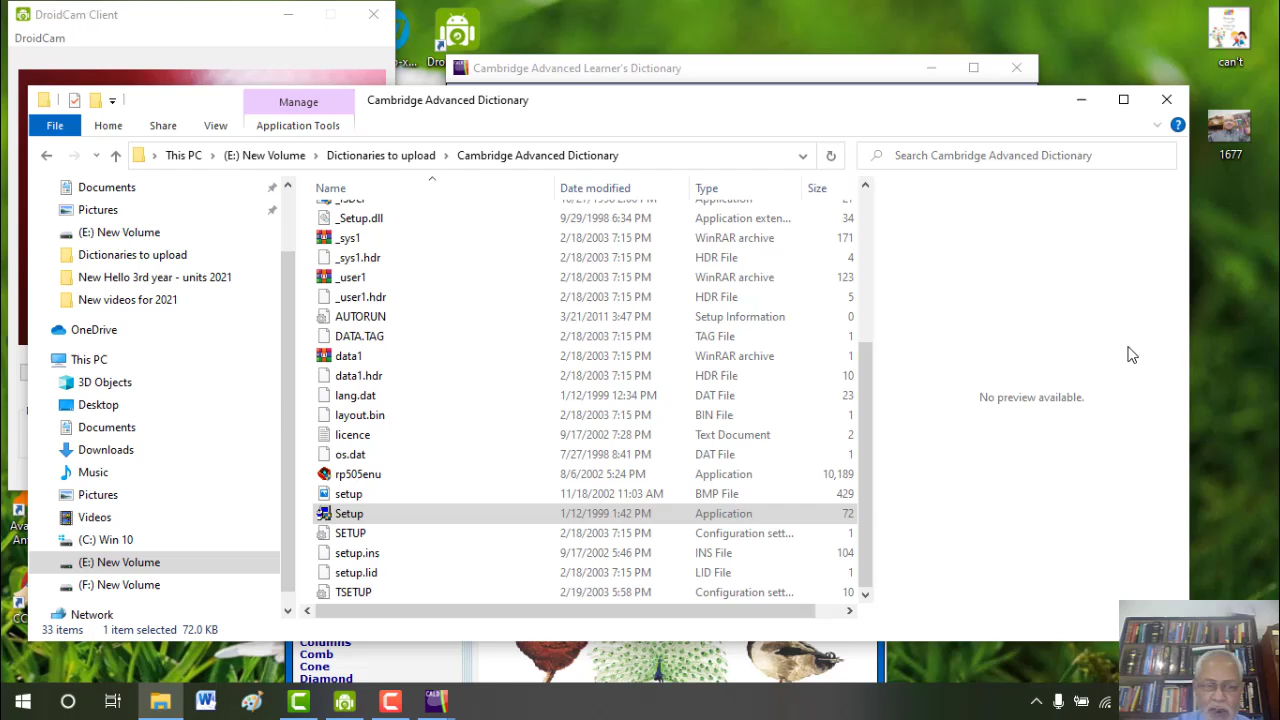 DroidCam Client
DroidCam
can't
1677
Cambridge Advanced Learner's Dictionary
Manage
Cambridge Advanced Dictionary
File
Home
Share
View
Application Tools
This PC
(E:) New Volume
Dictionaries to upload
Cambridge Advanced Dictionary
Search Cambridge Advanced Dictionary
Name
Date modified
Type
Size
Documents
Pictures
(E:) New Volume
Dictionaries to upload
New Hello 3rd year - units 2021
New videos for 2021
OneDrive
This PC
3D Objects
Desktop
Documents
Downloads
Music
Pictures
Videos
(C:) Win 10
(E:) New Volume
(F:) New Volume
Network
_Setup.dll 9/29/1998 6:34 PM Application exten... 34
_sys1 2/18/2003 7:15 PM WinRAR archive 171
_sys1.hdr 2/18/2003 7:15 PM HDR File 4
_user1 2/18/2003 7:15 PM WinRAR archive 123
_user1.hdr 2/18/2003 7:15 PM HDR File 5
AUTORUN 3/21/2011 3:47 PM Setup Information 0
DATA.TAG 2/18/2003 7:15 PM TAG File 1
data1 2/18/2003 7:15 PM WinRAR archive 1
data1.hdr 2/18/2003 7:15 PM HDR File 10
lang.dat 1/12/1999 12:34 PM DAT File 23
layout.bin 2/18/2003 7:15 PM BIN File 1
licence 9/17/2002 7:28 PM Text Document 2
os.dat 7/27/1998 8:41 PM DAT File 1
rp505enu 8/6/2002 5:24 PM Application 10,189
setup 11/18/2002 11:03 AM BMP File 429
Setup 1/12/1999 1:42 PM Application 72
SETUP 2/18/2003 7:15 PM Configuration sett... 1
setup.ins 9/17/2002 5:46 PM INS File 104
setup.lid 2/18/2003 7:15 PM LID File 1
TSETUP 2/19/2003 5:58 PM Configuration sett... 10
No preview available.
33 items 1 item selected 72.0 KB
Columns
Comb
Cone
Diamond
CALD